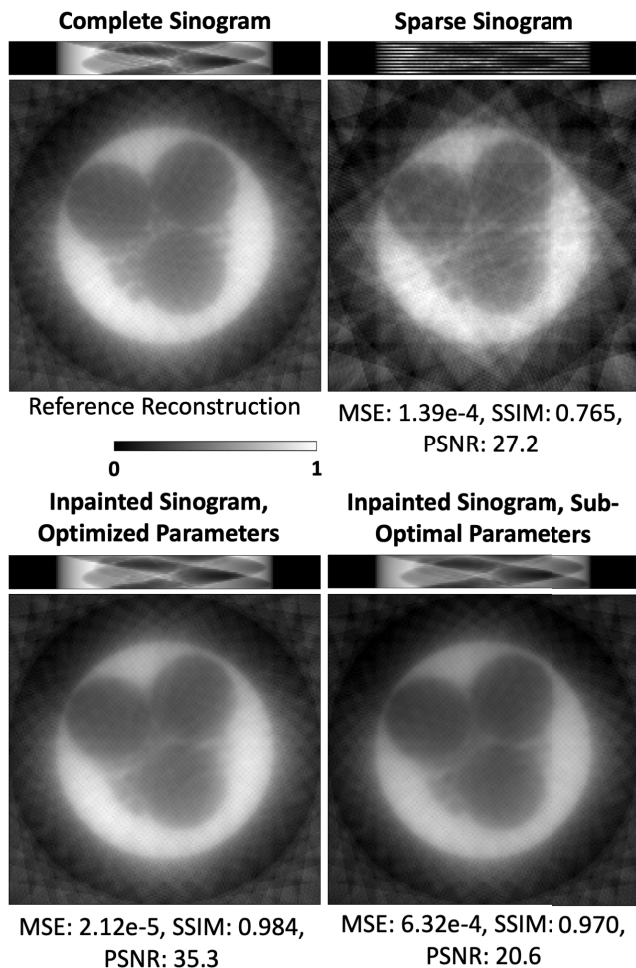 Complete Sinogram
Sparse Sinogram
Reference Reconstruction
MSE: 1.39e-4, SSIM: 0.765,
PSNR: 27.2
0 1
Inpainted Sinogram,
Optimized Parameters
Inpainted Sinogram, Sub-
Optimal Parameters
MSE: 2.12e-5, SSIM: 0.984,
PSNR: 35.3
MSE: 6.32e-4, SSIM: 0.970,
PSNR: 20.6